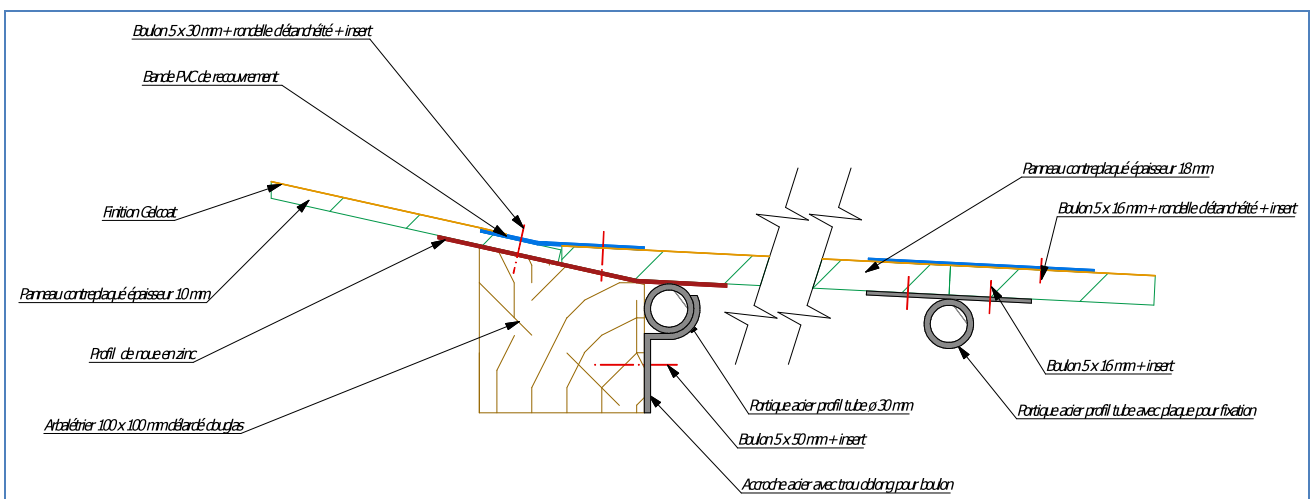 Boulon 5 x 30 mm + rondelle d'étanchéité + insert
Bande PVC de recouvrement
Panneau contreplaqué épaisseur 18 mm
Finition Gelcoat
Boulon 5 x 16 mm + rondelle d'étanchéité + insert
Panneau contreplaqué épaisseur 10 mm
Profil de noue en zinc
Boulon 5 x 16 mm + insert
Portique acier profil tube ø 30 mm
Portique acier profil tube avec plaque pour fixation
Arbalétrier 100 x 100 mm délardé douglas
Boulon 5 x 50 mm + insert
Accroche acier avec trou oblong pour boulon